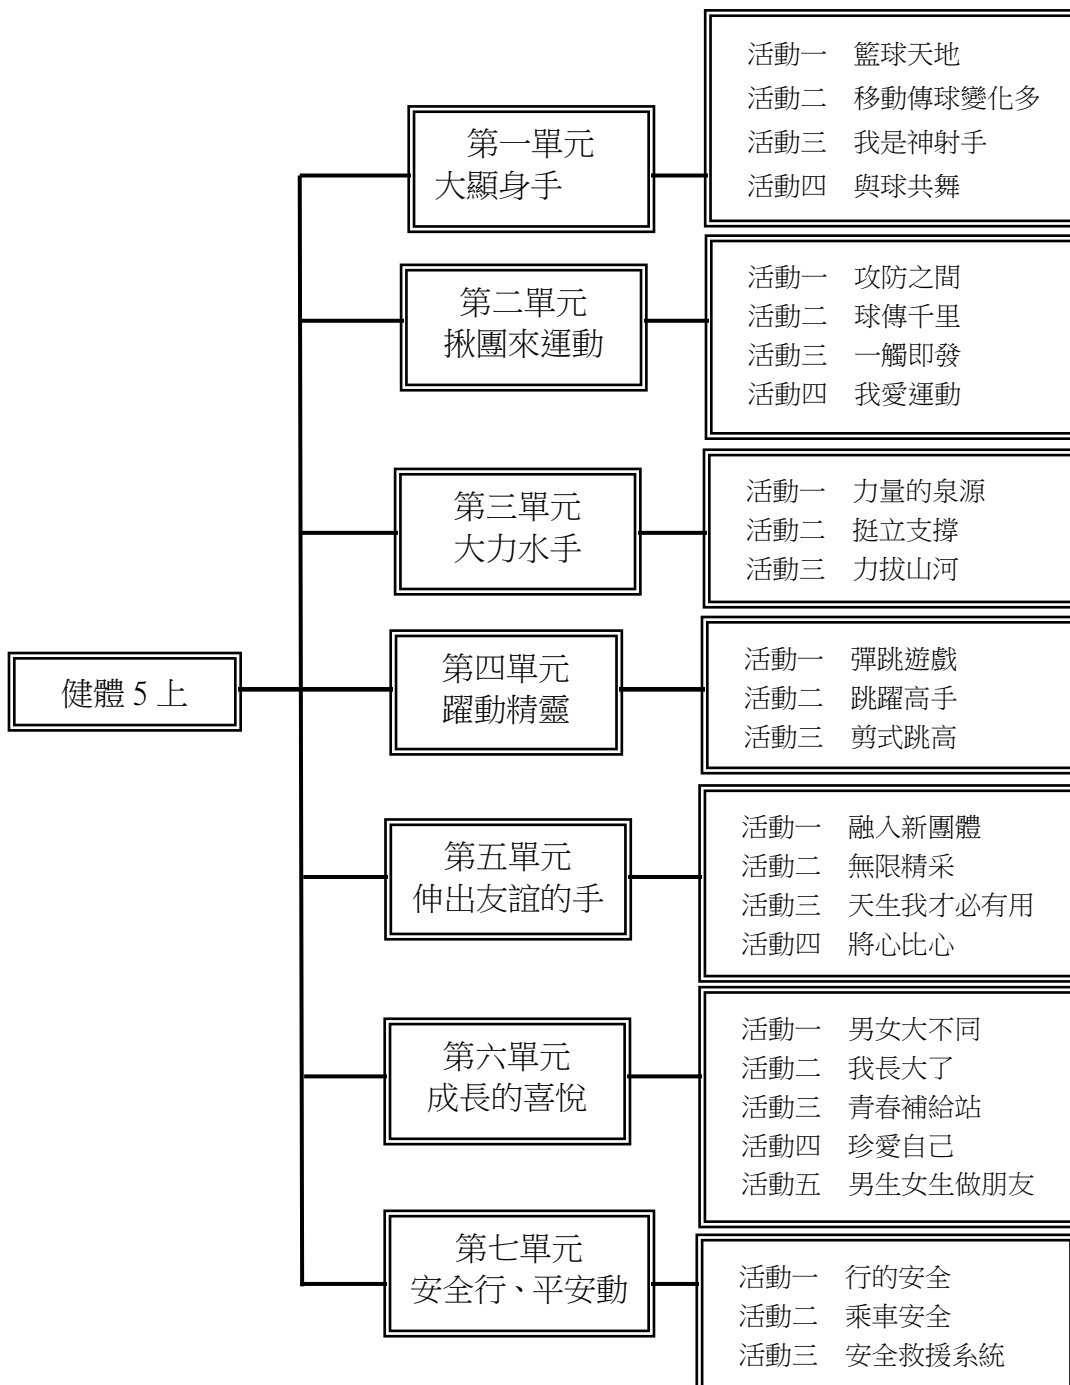 健體 5 上
第一單元
大顯身手
活動一　籃球天地
活動二　移動傳球變化多
活動三　我是神射手
活動四　與球共舞
第二單元
揪團來運動
活動一　攻防之間
活動二　球傳千里
活動三　一觸即發
活動四　我愛運動
第三單元
大力水手
活動一　力量的泉源
活動二　挺立支撐
活動三　力拔山河
第四單元
躍動精靈
活動一　彈跳遊戲
活動二　跳躍高手
活動三　剪式跳高
第五單元
伸出友誼的手
活動一　融入新團體
活動二　無限精采
活動三　天生我才必有用
活動四　將心比心
第六單元
成長的喜悅
活動一　男女大不同
活動二　我長大了
活動三　青春補給站
活動四　珍愛自己
活動五　男生女生做朋友
第七單元
安全行、平安動
活動一　行的安全
活動二　乘車安全
活動三　安全救援系統